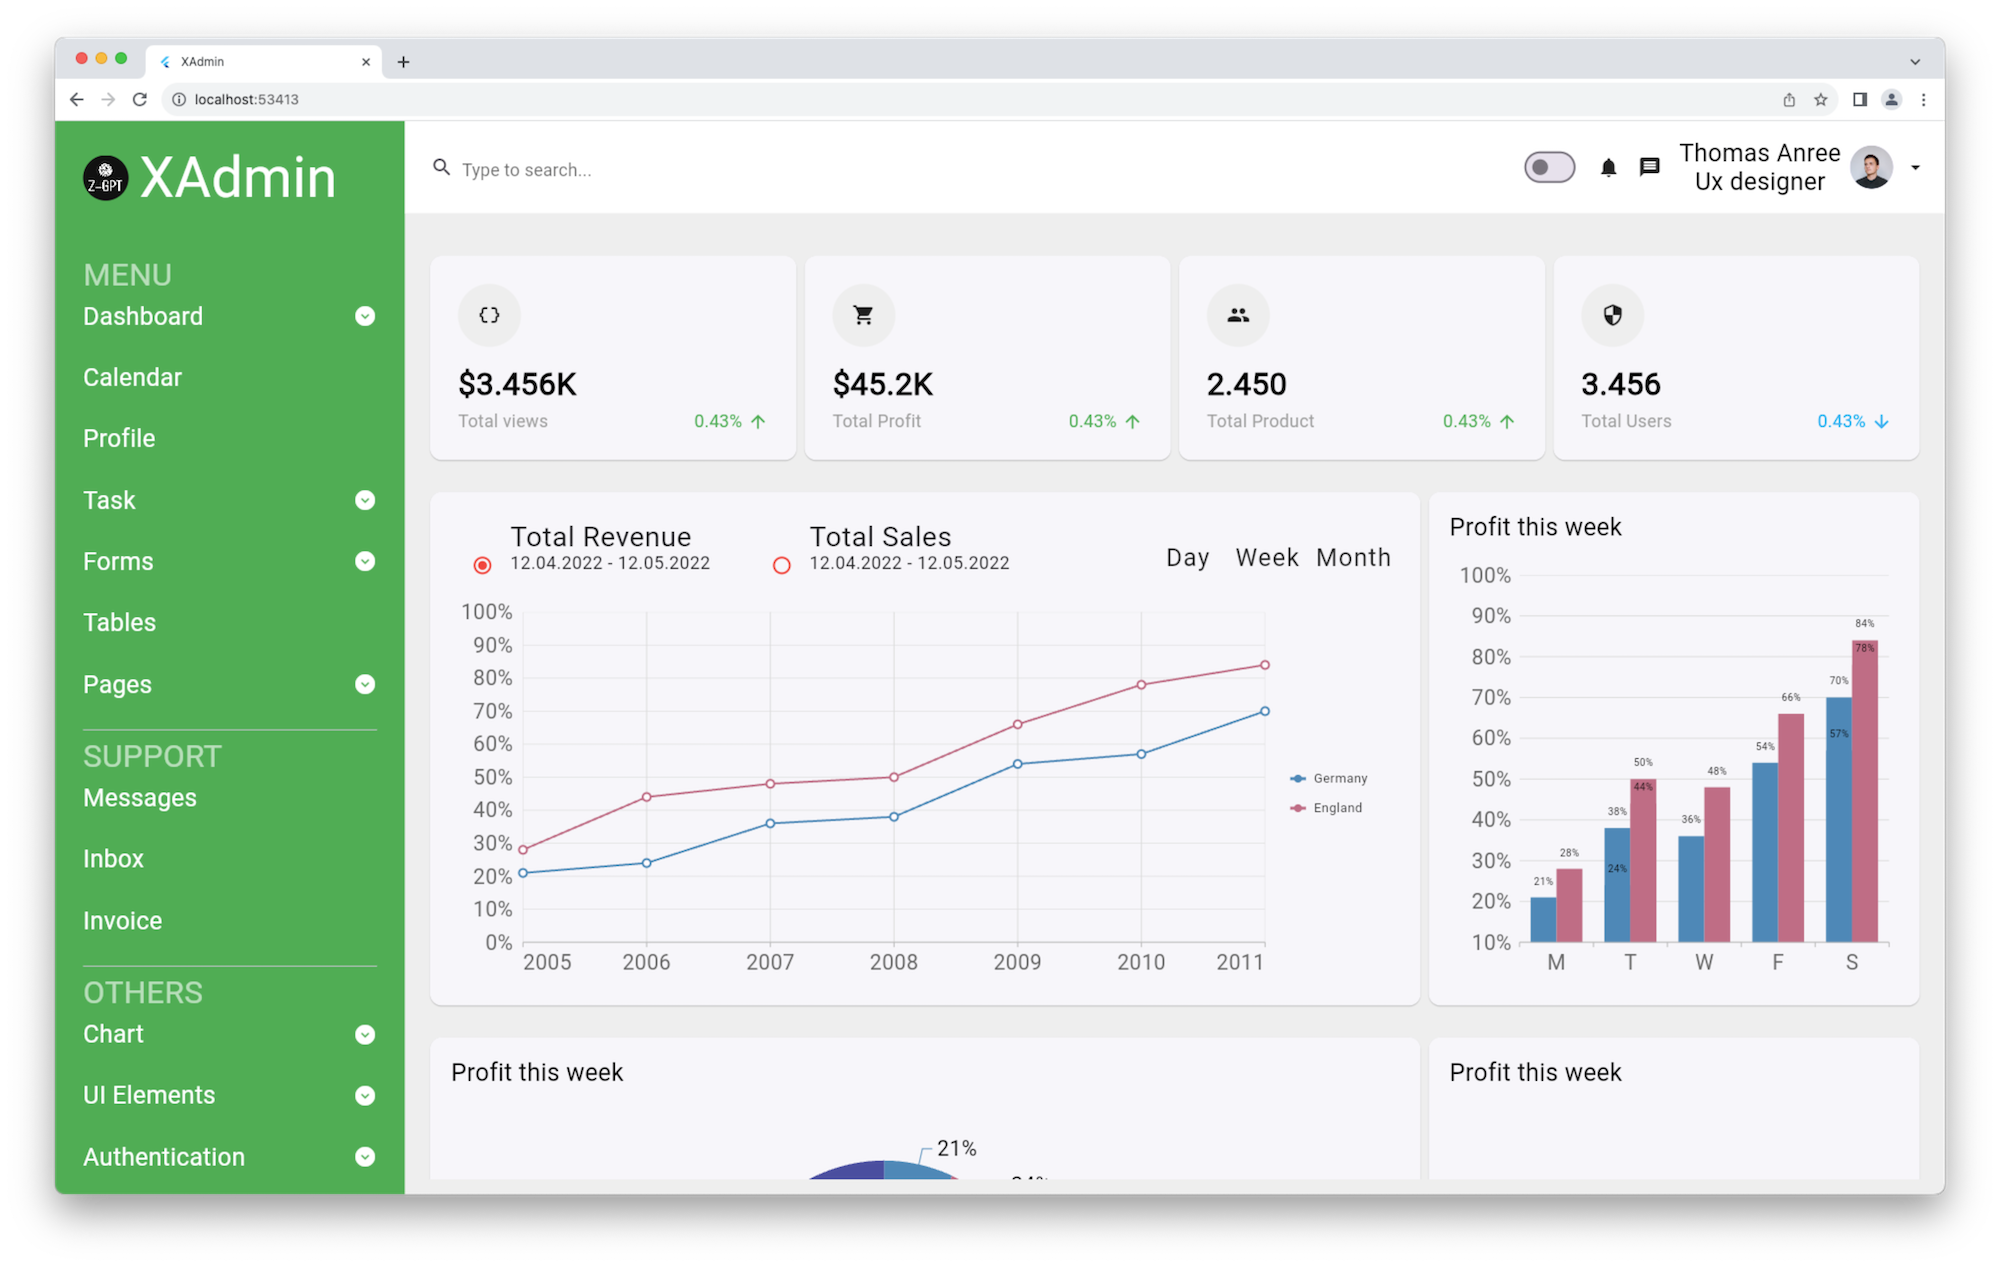 XAdmin
localhost:53413
Z-GPT
XAdmin
MENU
Dashboard
Calendar
Profile
Task
Forms
Tables
Pages
SUPPORT
Messages
Inbox
Invoice
OTHERS
Chart
UI Elements
Authentication
Type to search...
Thomas Anree
Ux designer
$3.456K
Total views 0.43%
$45.2K
Total Profit 0.43%
2.450
Total Product 0.43%
3.456
Total Users 0.43%
Total Revenue
12.04.2022 - 12.05.2022
Total Sales
12.04.2022 - 12.05.2022
Day Week Month
100%
90%
80%
70%
60%
50%
40%
30%
20%
10%
0%
2005 2006 2007 2008 2009 2010 2011
Germany
England
Profit this week
100%
90%
80%
70%
60%
50%
40%
30%
20%
10%
21%
28%
38%
24%
50%
44%
36%
48%
54%
66%
70%
57%
84%
78%
M T W F S
Profit this week
21%
Profit this week